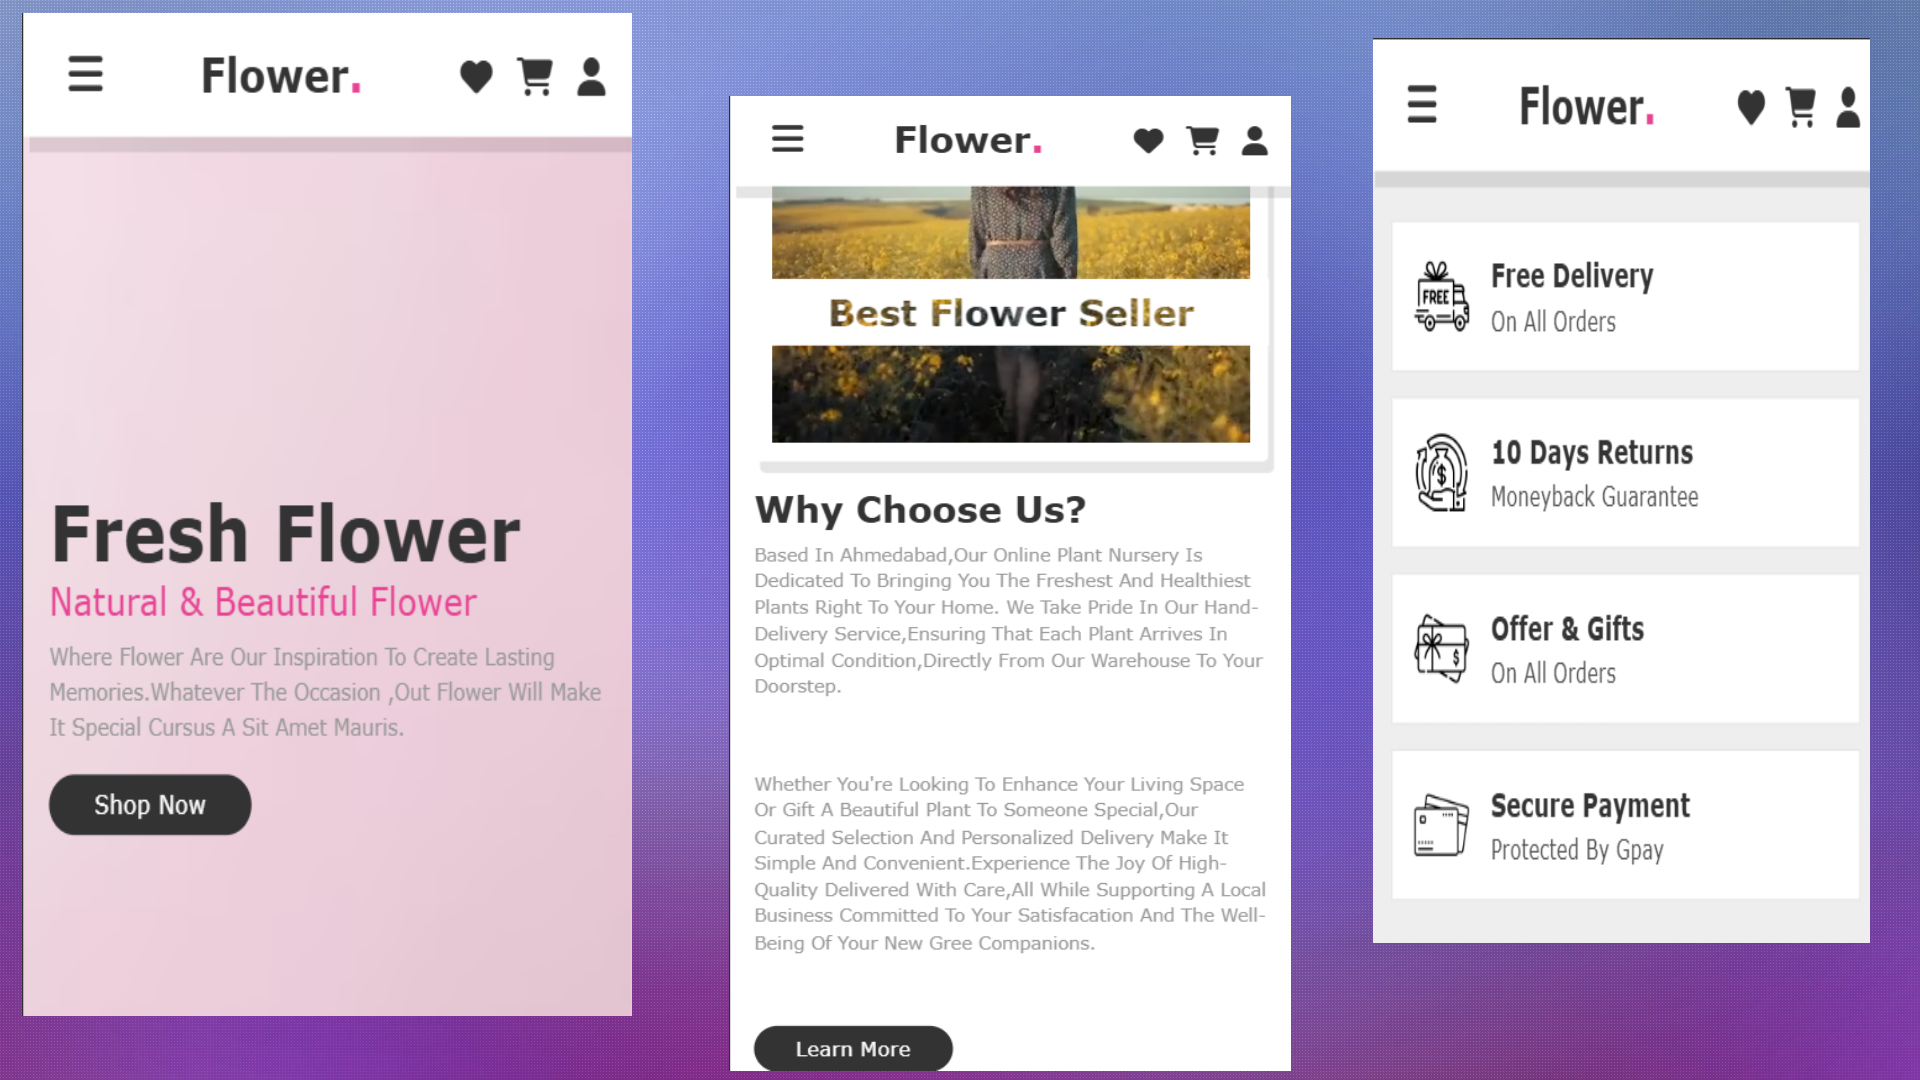 Flower.
Fresh Flower
Natural & Beautiful Flower
Where Flower Are Our Inspiration To Create Lasting
Memories.Whatever The Occasion ,Out Flower Will Make
It Special Cursus A Sit Amet Mauris.
Shop Now
Flower.
Best Flower Seller
Why Choose Us?
Based In Ahmedabad,Our Online Plant Nursery Is
Dedicated To Bringing You The Freshest And Healthiest
Plants Right To Your Home. We Take Pride In Our Hand-
Delivery Service,Ensuring That Each Plant Arrives In
Optimal Condition,Directly From Our Warehouse To Your
Doorstep.
Whether You're Looking To Enhance Your Living Space
Or Gift A Beautiful Plant To Someone Special,Our
Curated Selection And Personalized Delivery Make It
Simple And Convenient.Experience The Joy Of High-
Quality Delivered With Care,All While Supporting A Local
Business Committed To Your Satisfacation And The Well-
Being Of Your New Gree Companions.
Learn More
Flower.
FREE
Free Delivery
On All Orders
10 Days Returns
Moneyback Guarantee
Offer & Gifts
On All Orders
Secure Payment
Protected By Gpay